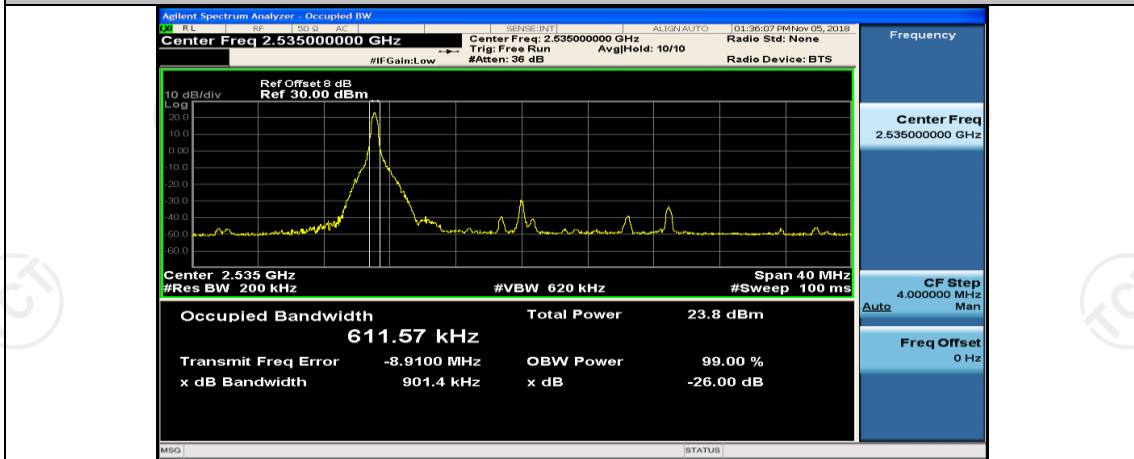 Agilent Spectrum Analyzer - Occupied BW
LXI RL RF 50 Ω AC SENSE:INT ALIGN AUTO 01:36:07 PM Nov 05, 2018
Center Freq 2.535000000 GHz
Center Freq: 2.535000000 GHz
Radio Std: None
Trig: Free Run Avg|Hold: 10/10
#IFGain:Low
#Atten: 36 dB
Radio Device: BTS
Frequency
Ref Offset 8 dB
10 dB/div Ref 30.00 dBm
Log
20.0
10.0
0.00
-10.0
-20.0
-30.0
-40.0
-50.0
-60.0
Center 2.535 GHz Span 40 MHz
#Res BW 200 kHz #VBW 620 kHz #Sweep 100 ms
Center Freq
2.535000000 GHz
CF Step
4.000000 MHz
Auto Man
Freq Offset
0 Hz
Occupied Bandwidth Total Power 23.8 dBm
611.57 kHz
Transmit Freq Error -8.9100 MHz OBW Power 99.00 %
x dB Bandwidth 901.4 kHz x dB -26.00 dB
MSG STATUS
TCT